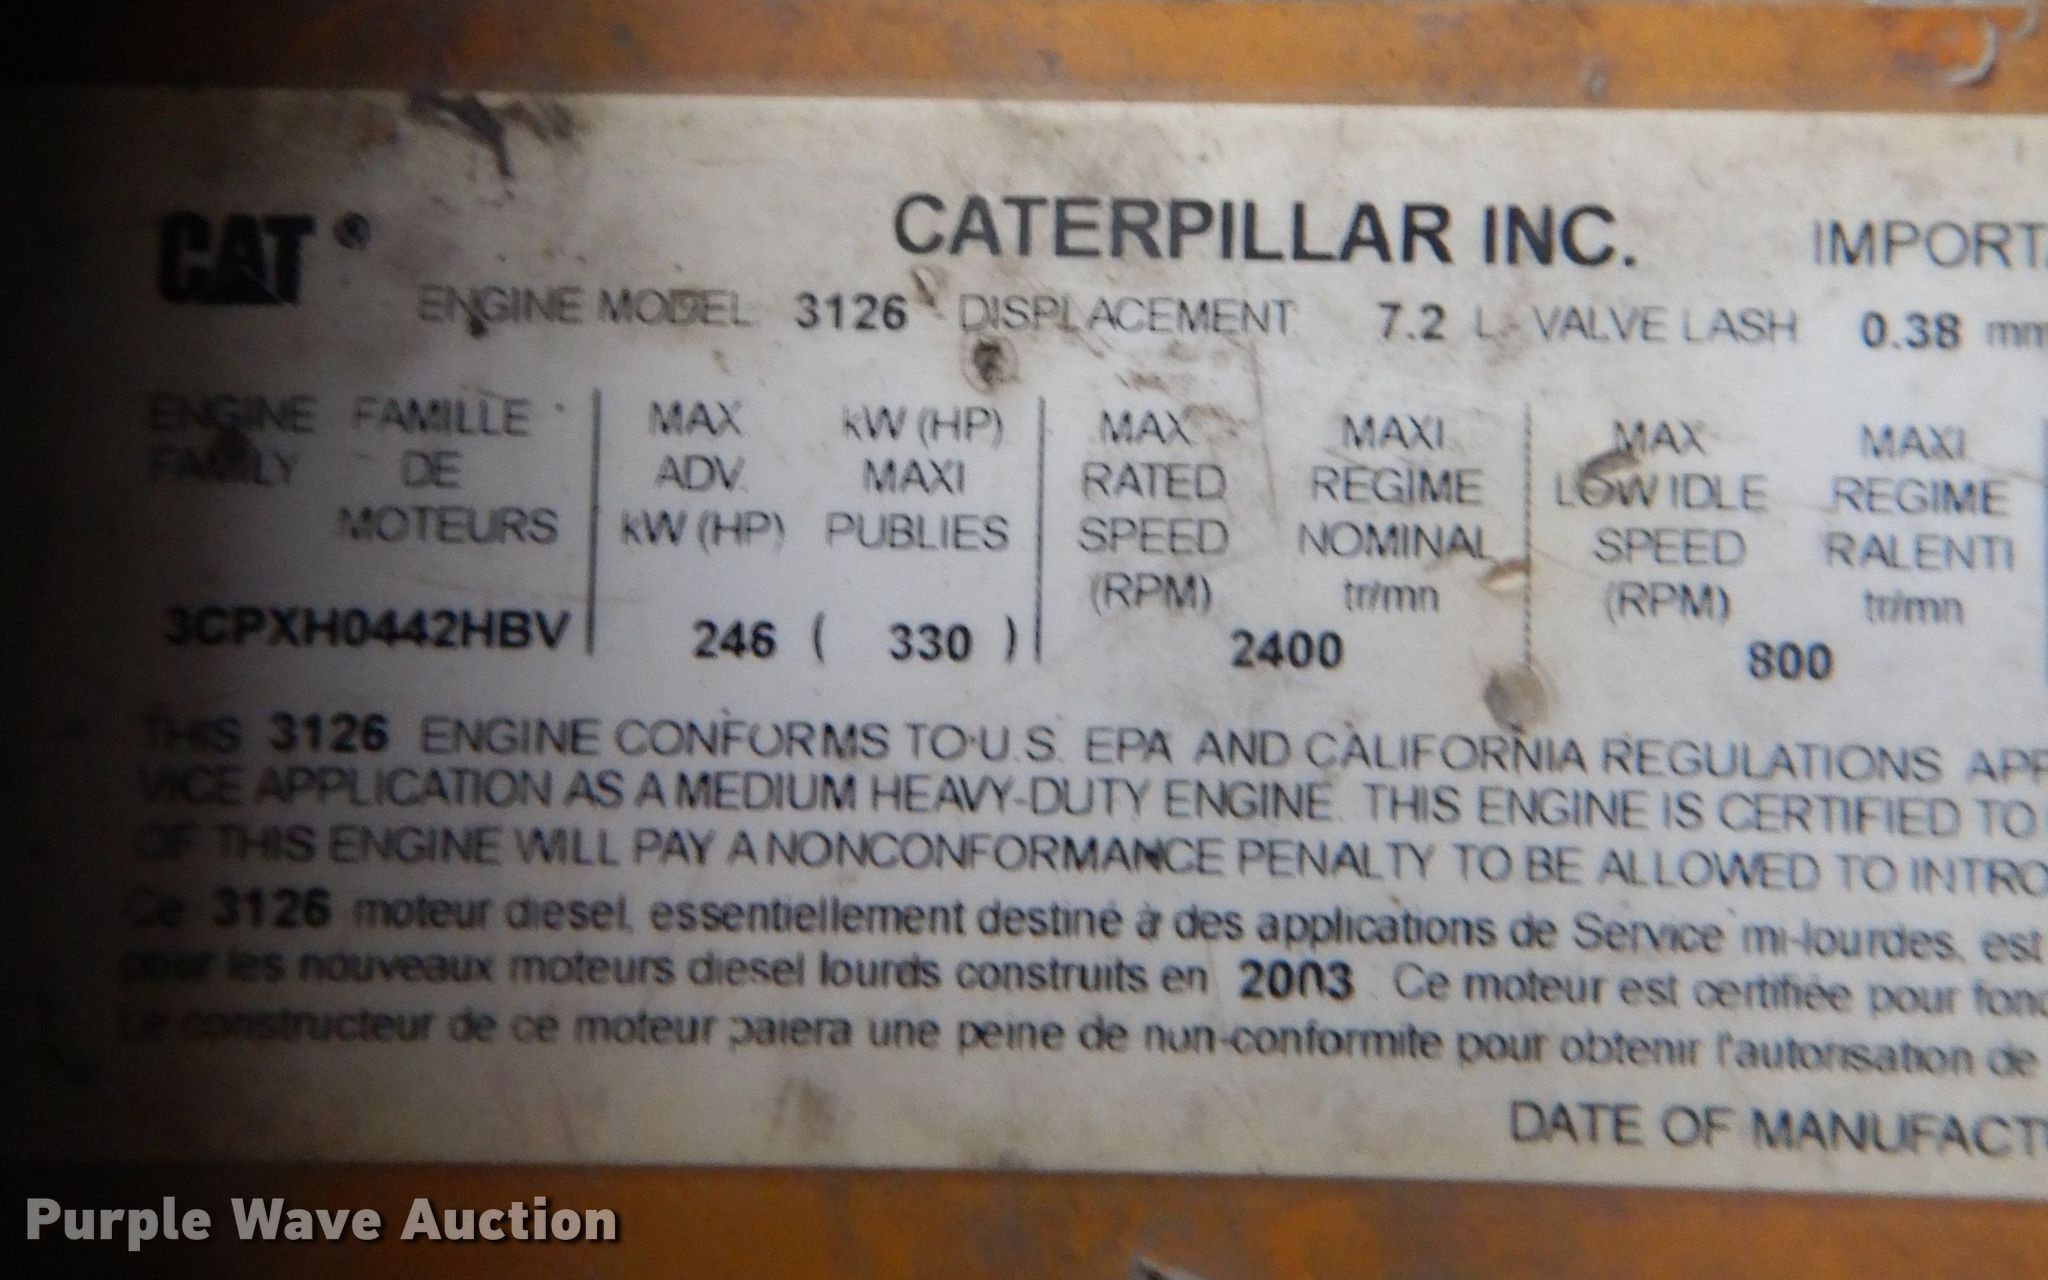 CAT ® CATERPILLAR INC. IMPORTA
ENGINE MODEL 3126 - DISPLACEMENT 7.2 L - VALVE LASH 0.38 mm
ENGINE FAMILLE MAX kW (HP) MAX MAXI MAX MAXI
FAMILY DE ADV. MAXI RATED REGIME LOW IDLE REGIME
MOTEURS kW (HP) PUBLIES SPEED NOMINAL SPEED RALENTI
(RPM) tr/mn (RPM) tr/mn
3CPXH0442HBV 246 ( 330 ) 2400 800
THIS 3126 ENGINE CONFORMS TO U.S. EPA AND CALIFORNIA REGULATIONS APP
VICE APPLICATION AS A MEDIUM HEAVY-DUTY ENGINE. THIS ENGINE IS CERTIFIED TO
OF THIS ENGINE WILL PAY A NONCONFORMANCE PENALTY TO BE ALLOWED TO INTRO
Ce 3126 moteur diesel, essentiellement destiné à des applications de Service mi-lourdes, est
pour les nouveaux moteurs diesel lourds construits en 2003 . Ce moteur est certifiée pour fonc
Le constructeur de ce moteur paiera une peine de nun-conformite pour obtenir l'autorisation de
DATE OF MANUFACTU
Purple Wave Auction